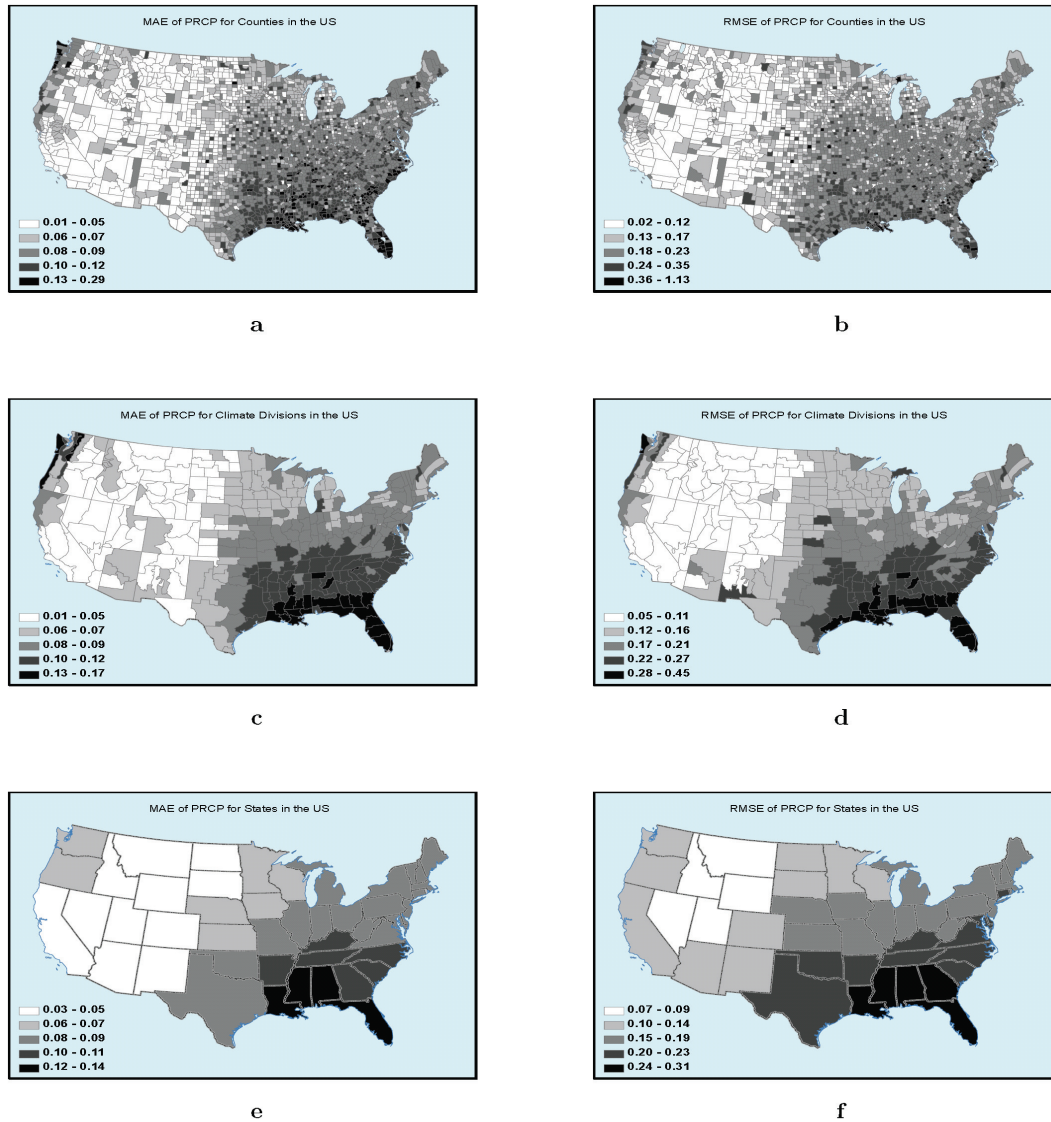 MAE of PRCP for Counties in the US
0.01 - 0.05
0.06 - 0.07
0.08 - 0.09
0.10 - 0.12
0.13 - 0.29
a
RMSE of PRCP for Counties in the US
0.02 - 0.12
0.13 - 0.17
0.18 - 0.23
0.24 - 0.35
0.36 - 1.13
b
MAE of PRCP for Climate Divisions in the US
0.01 - 0.05
0.06 - 0.07
0.08 - 0.09
0.10 - 0.12
0.13 - 0.17
c
RMSE of PRCP for Climate Divisions in the US
0.05 - 0.11
0.12 - 0.16
0.17 - 0.21
0.22 - 0.27
0.28 - 0.45
d
MAE of PRCP for States in the US
0.03 - 0.05
0.06 - 0.07
0.08 - 0.09
0.10 - 0.11
0.12 - 0.14
e
RMSE of PRCP for States in the US
0.07 - 0.09
0.10 - 0.14
0.15 - 0.19
0.20 - 0.23
0.24 - 0.31
f